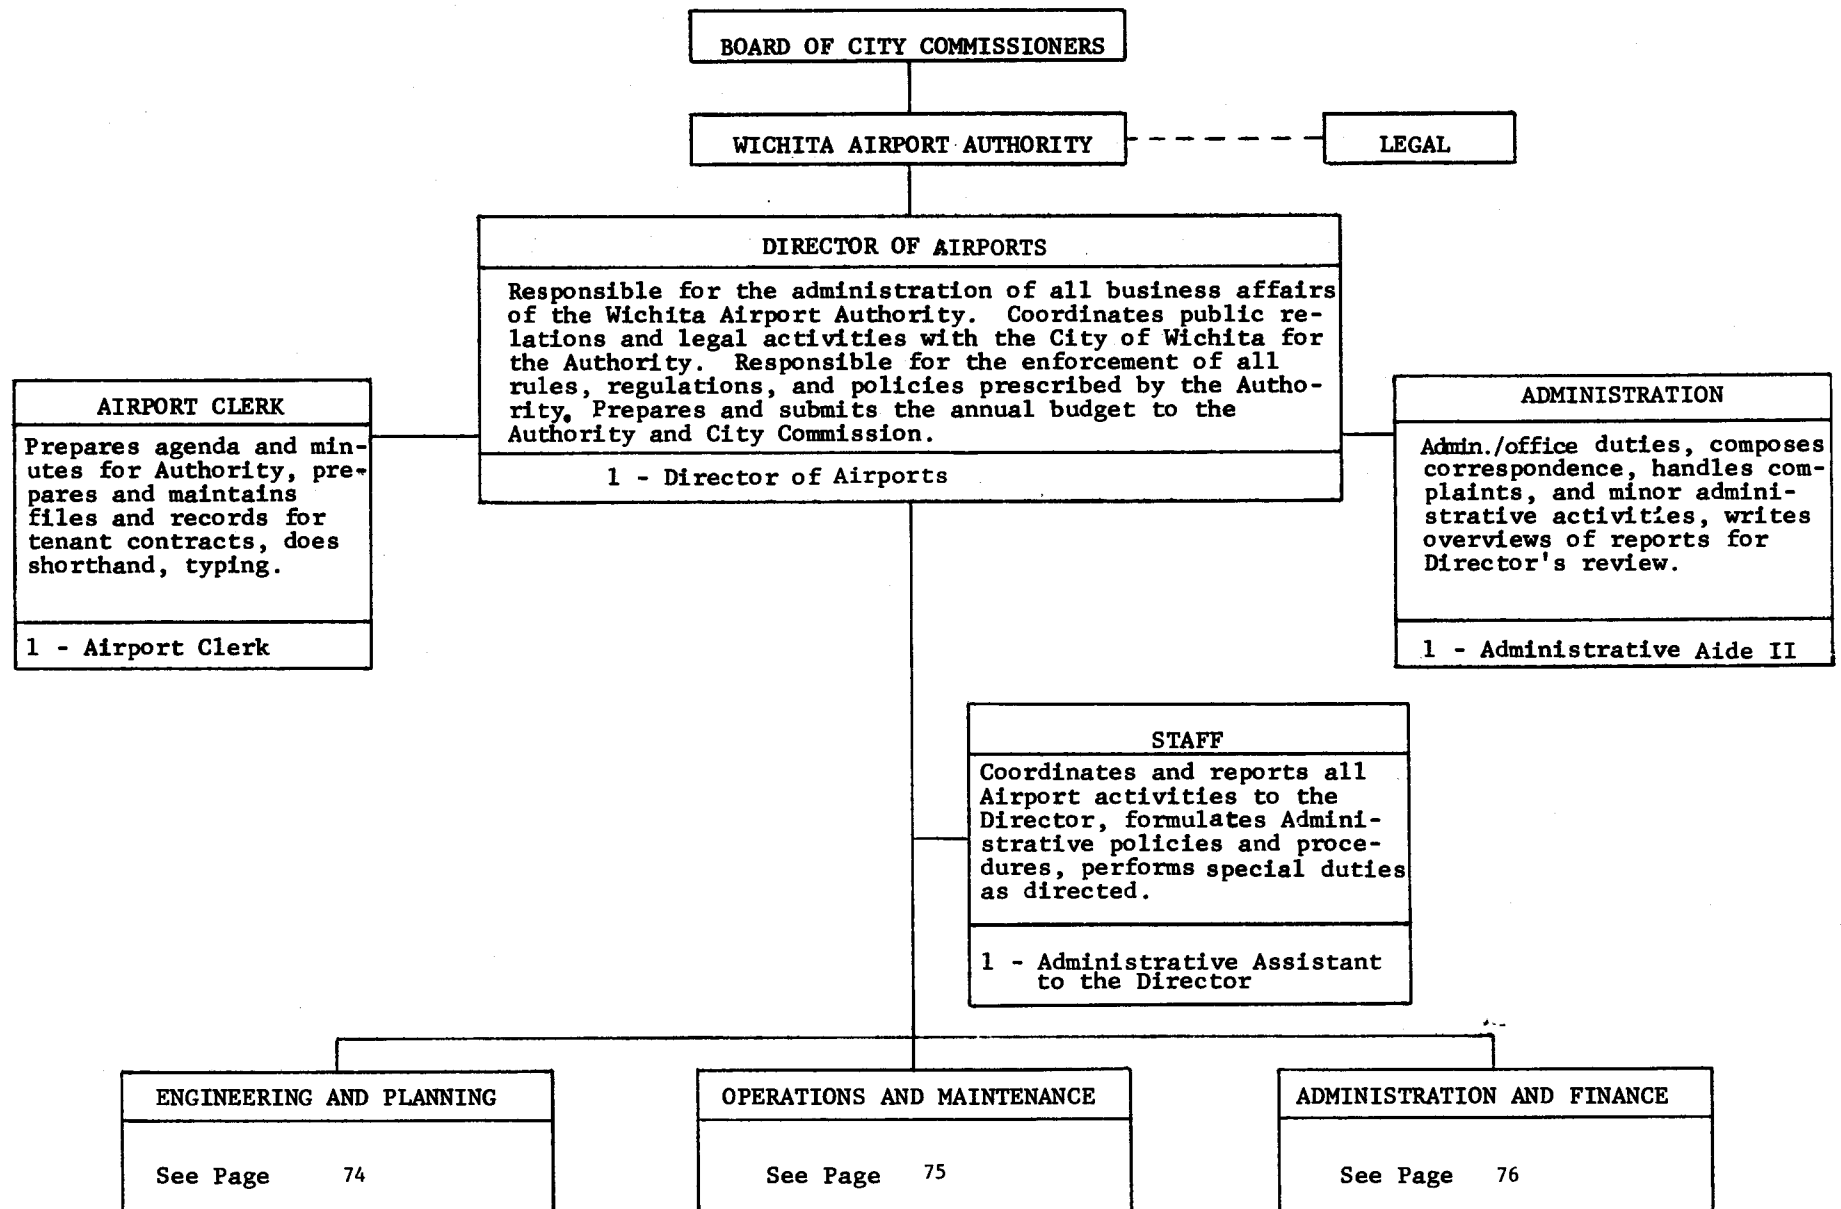 BOARD OF CITY COMMISSIONERS
WICHITA AIRPORT AUTHORITY
LEGAL
DIRECTOR OF AIRPORTS
Responsible for the administration of all business affairs
of the Wichita Airport Authority. Coordinates public re-
lations and legal activities with the City of Wichita for
the Authority. Responsible for the enforcement of all
rules, regulations, and policies prescribed by the Autho-
rity. Prepares and submits the annual budget to the
Authority and City Commission.
1 - Director of Airports
AIRPORT CLERK
Prepares agenda and min-
utes for Authority, pre-
pares and maintains
files and records for
tenant contracts, does
shorthand, typing.
1 - Airport Clerk
ADMINISTRATION
Admin./office duties, composes
correspondence, handles com-
plaints, and minor admini-
strative activities, writes
overviews of reports for
Director's review.
1 - Administrative Aide II
STAFF
Coordinates and reports all
Airport activities to the
Director, formulates Admini-
strative policies and proce-
dures, performs special duties
as directed.
1 - Administrative Assistant
to the Director
ENGINEERING AND PLANNING
See Page 74
OPERATIONS AND MAINTENANCE
See Page 75
ADMINISTRATION AND FINANCE
See Page 76